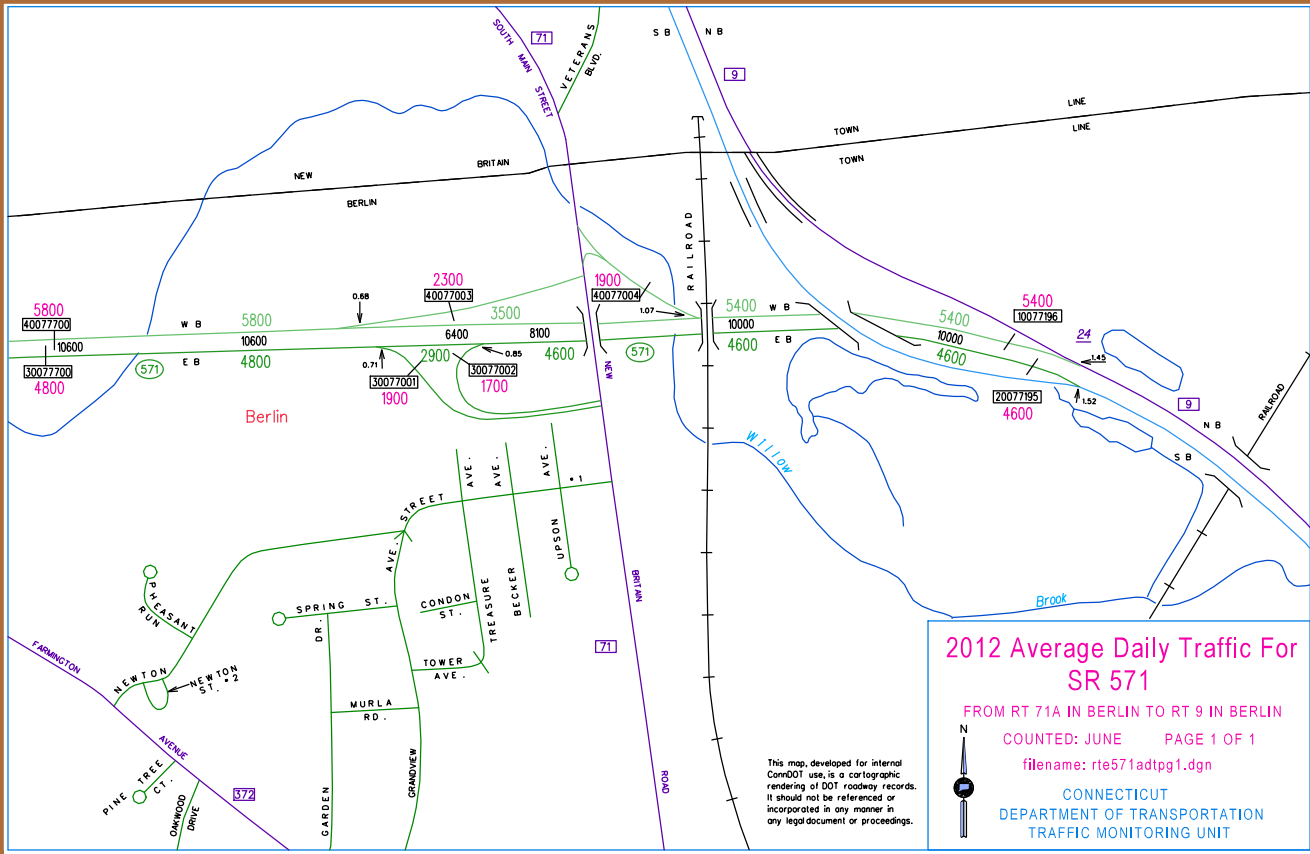 SOUTH MAIN STREET
71
VETERANS
BLVD.
S B
N B
9
LINE
TOWN
LINE
TOWN
NEW
BRITAIN
BERLIN
RAILROAD
5800
40077700
W B
5800
0.68
2300
40077003
3500
1900
40077004
1.07
5400
W B
10000
E B
4600
5400
10077196
5400
10000
4600
24
1.45
10600
10600
6400
8100
30077700
4800
571
E B
4800
0.71
2900
30077001
1900
0.85
30077002
1700
4600
571
NEW
20077195
4600
1.52
9
N B
S B
RAILROAD
Berlin
Willow
Brook
AVE.
AVE.
AVE.
#1
STREET
AVE.
UPSON
BECKER
TREASURE
CONDON
ST.
SPRING ST.
DR.
PHEASANT
RUN
TOWER
AVE.
BRITAIN
71
FARMINGTON
NEWTON
NEWTON
ST. #2
MURLA
RD.
AVENUE
PINE TREE
CT.
OAKWOOD
DRIVE
372
GARDEN
GRANDVIEW
ROAD
This map, developed for internal
ConnDOT use, is a cartographic
rendering of DOT roadway records.
It should not be referenced or
incorporated in any manner in
any legal document or proceedings.
2012 Average Daily Traffic For
SR 571
FROM RT 71A IN BERLIN TO RT 9 IN BERLIN
COUNTED: JUNE PAGE 1 OF 1
filename: rte571adtpg1.dgn
N
CONNECTICUT
DEPARTMENT OF TRANSPORTATION
TRAFFIC MONITORING UNIT